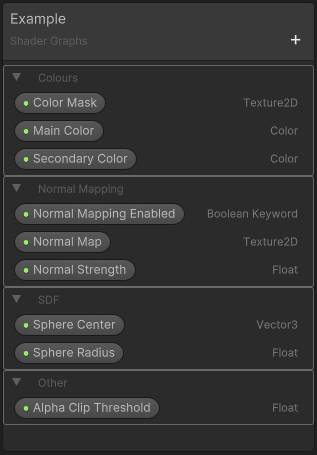 Example
Shader Graphs
+
Colours
Color Mask Texture2D
Main Color Color
Secondary Color Color
Normal Mapping
Normal Mapping Enabled Boolean Keyword
Normal Map Texture2D
Normal Strength Float
SDF
Sphere Center Vector3
Sphere Radius Float
Other
Alpha Clip Threshold Float